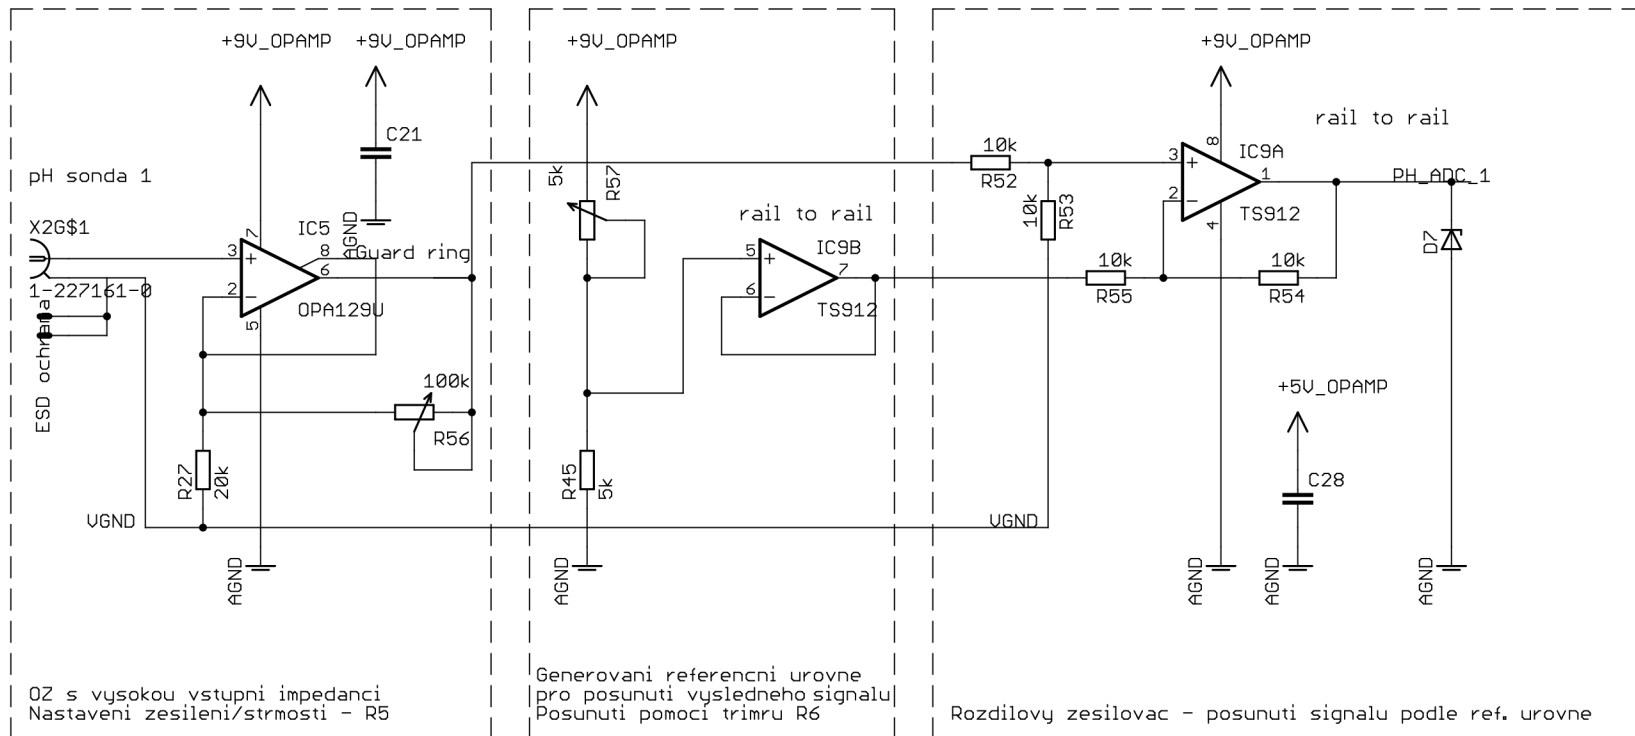 +9V_OPAMP
+9V_OPAMP
C21
AGND
pH sonda 1
X2G$1
1-227161-0
ESD ochrana
3
2
7
5
8
6
IC5
Guard ring
OPA129U
100k
R56
R27
20k
VGND
AGND
OZ s vysokou vstupni impedanci
Nastaveni zesileni/strmosti - R5
+9V_OPAMP
5k
R57
rail to rail
5
6
7
IC9B
TS912
R45
5k
AGND
Generovani referencni urovne
pro posunuti vysledneho signalu
Posunuti pomoci trimru R6
+9V_OPAMP
rail to rail
10k
R52
10k
R53
3
2
8
4
1
IC9A
TS912
PH_ADC_1
D7
10k
R55
10k
R54
+5V_OPAMP
C28
VGND
AGND
AGND
AGND
Rozdilovy zesilovac - posunuti signalu podle ref. urovne